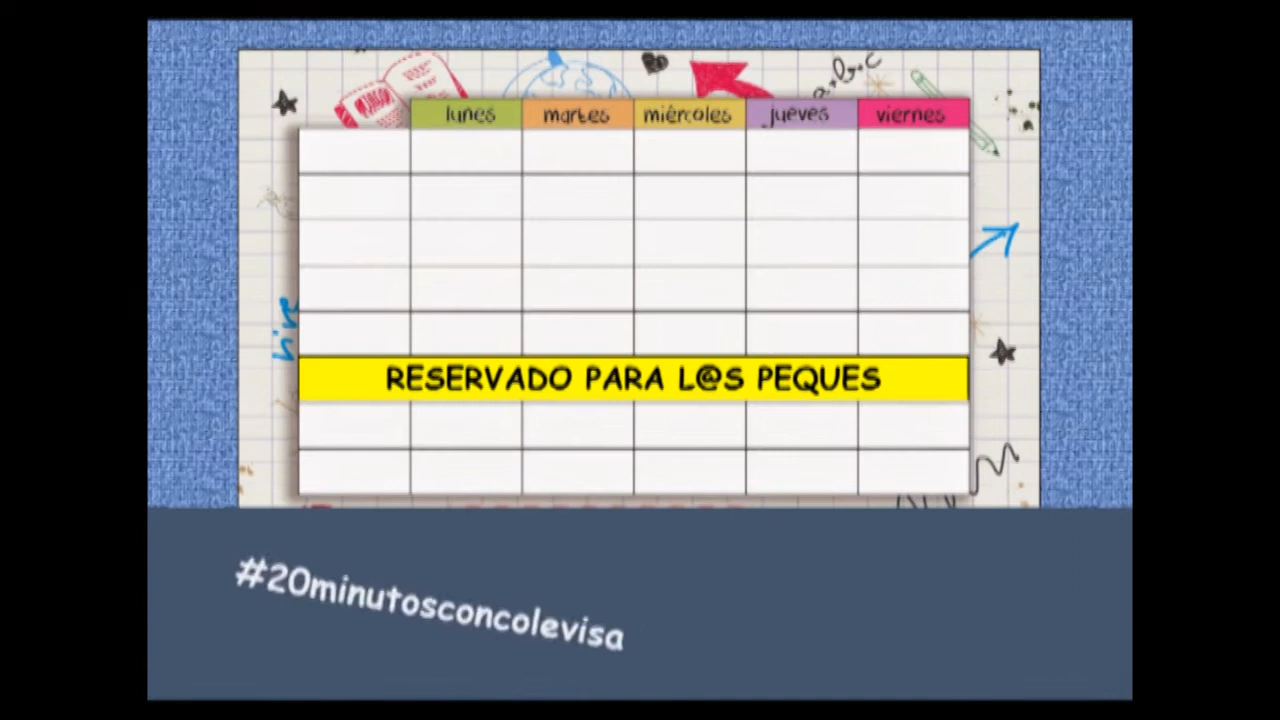 lunes martes miércoles jueves viernes
RESERVADO PARA L@S PEQUES
#20minutosconcolevisa